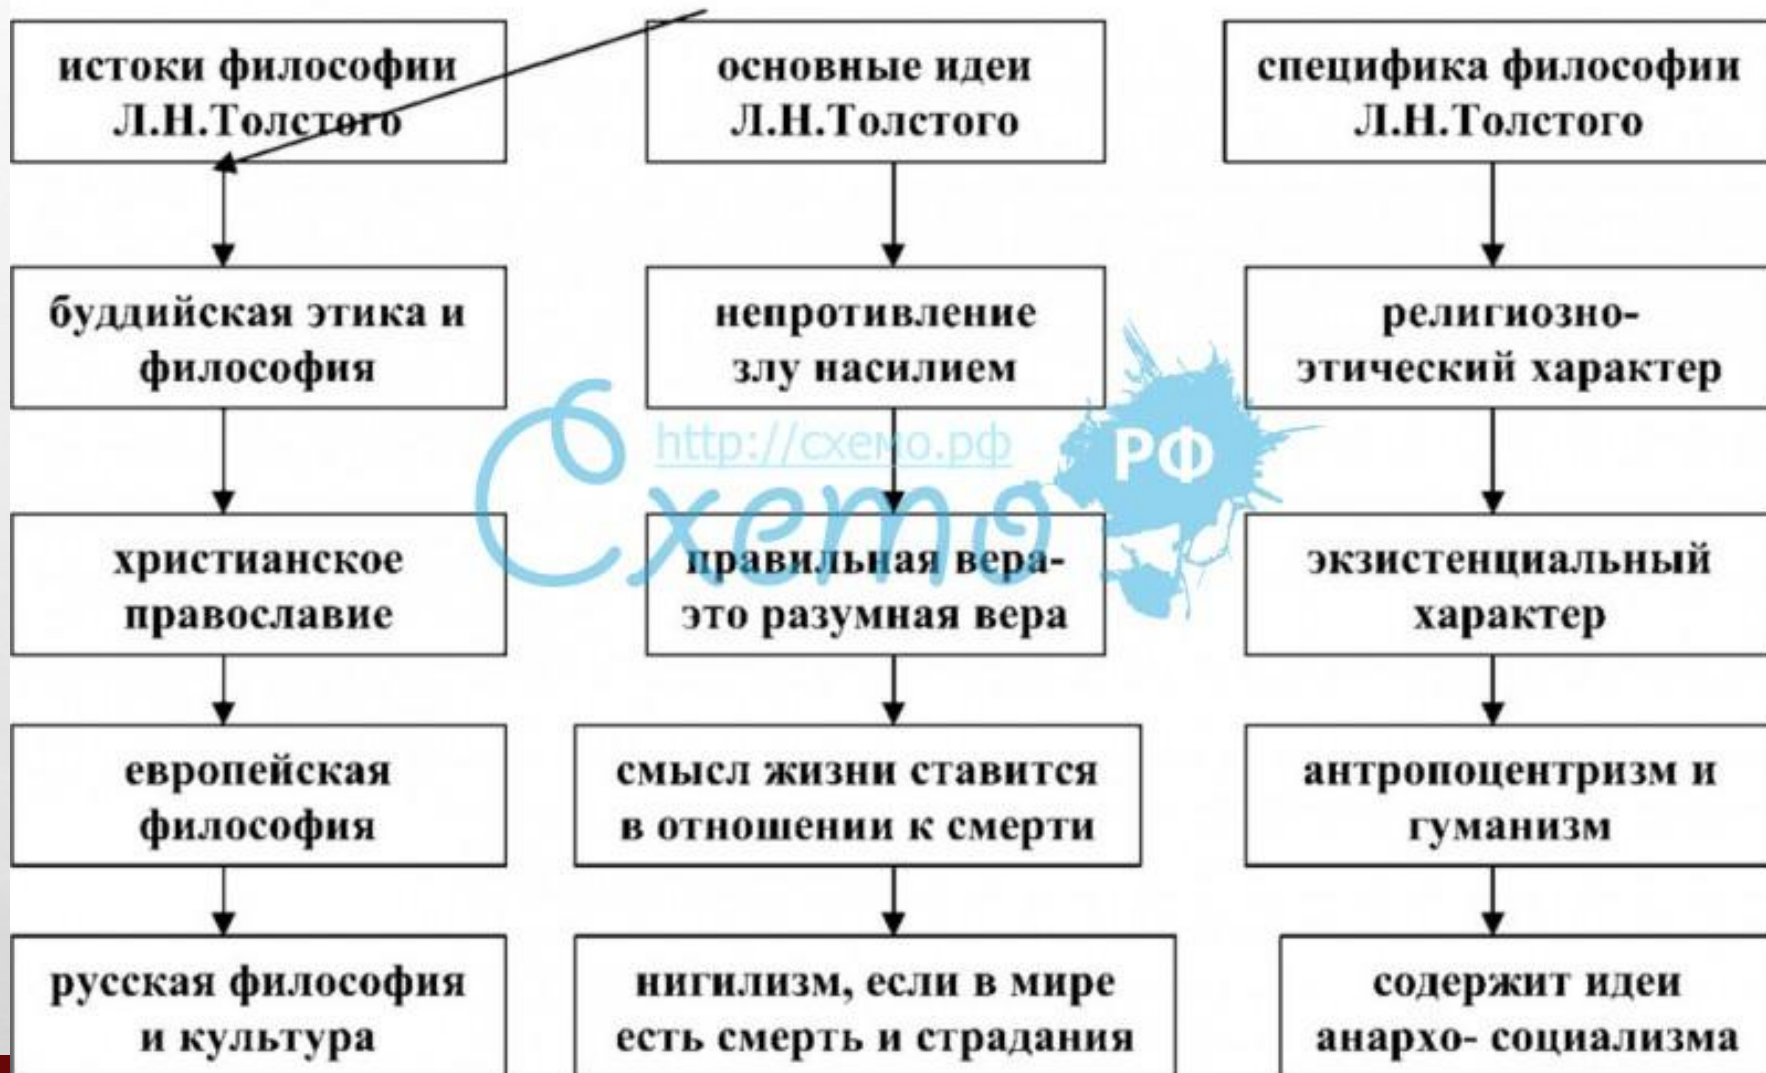 истоки философии
Л.Н.Толстого
буддийская этика и
философия
христианское
православие
европейская
философия
русская философия
и культура
основные идеи
Л.Н.Толстого
непротивление
злу насилием
правильная вера-
это разумная вера
смысл жизни ставится
в отношении к смерти
нигилизм, если в мире
есть смерть и страдания
специфика философии
Л.Н.Толстого
религиозно-
этический характер
экзистенциальный
характер
антропоцентризм и
гуманизм
содержит идеи
анархо- социализма
http://схемо.рф
Схемо
РФ